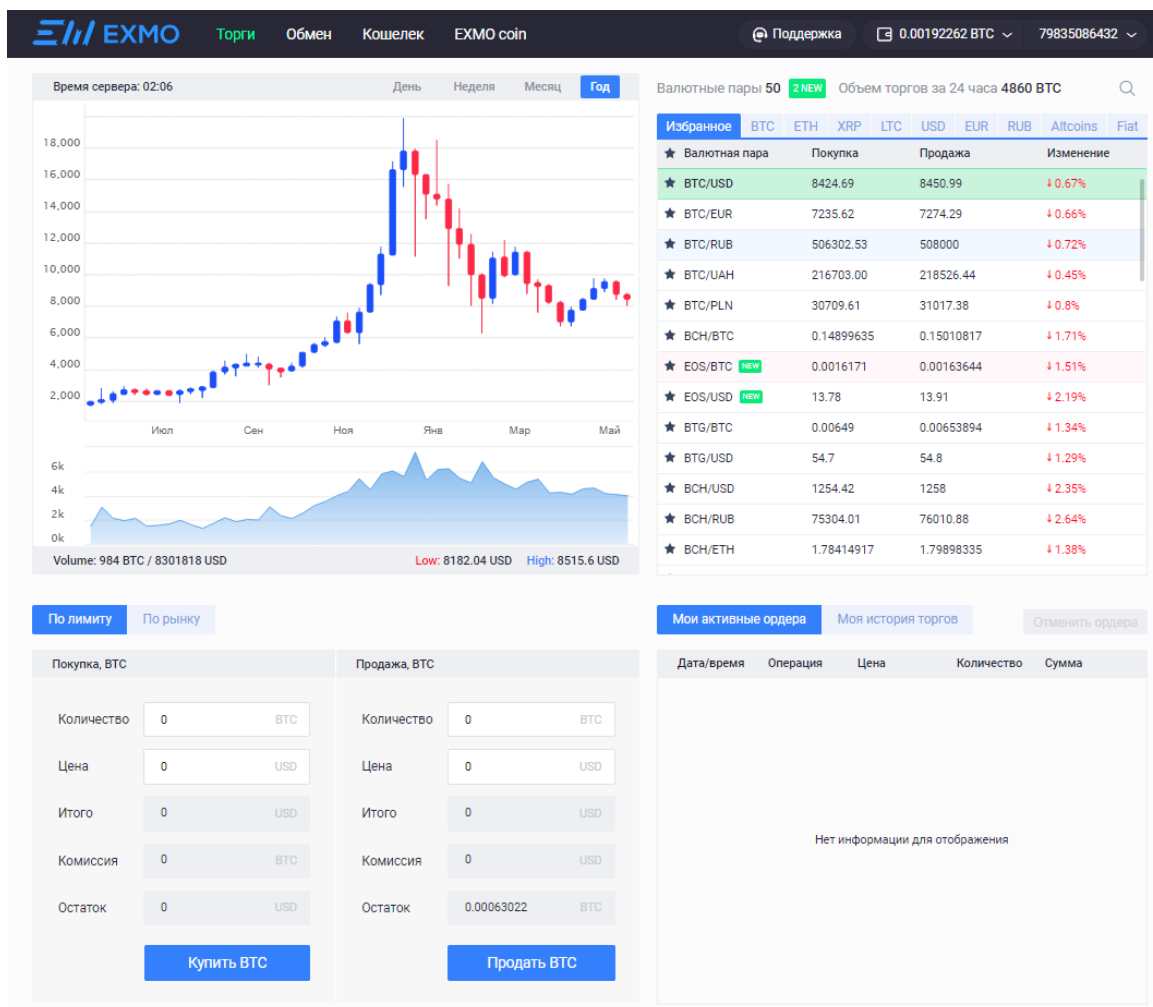 EXMO Торги Обмен Кошелек EXMO coin Поддержка 0.00192262 BTC 79835086432
Время сервера: 02:06 День Неделя Месяц Год
18,000
16,000
14,000
12,000
10,000
8,000
6,000
4,000
2,000
Июл Сен Ноя Янв Мар Май
6k
4k
2k
0k
Volume: 984 BTC / 8301818 USD Low: 8182.04 USD High: 8515.6 USD
Валютные пары 50 2 NEW Объем торгов за 24 часа 4860 BTC
Избранное BTC ETH XRP LTC USD EUR RUB Altcoins Fiat
Валютная пара Покупка Продажа Изменение
BTC/USD 8424.69 8450.99 ↓0.67%
BTC/EUR 7235.62 7274.29 ↓0.66%
BTC/RUB 506302.53 508000 ↓0.72%
BTC/UAH 216703.00 218526.44 ↓0.45%
BTC/PLN 30709.61 31017.38 ↓0.8%
BCH/BTC 0.14899635 0.15010817 ↓1.71%
EOS/BTC NEW 0.0016171 0.00163644 ↓1.51%
EOS/USD NEW 13.78 13.91 ↓2.19%
BTG/BTC 0.00649 0.00653894 ↓1.34%
BTG/USD 54.7 54.8 ↓1.29%
BCH/USD 1254.42 1258 ↓2.35%
BCH/RUB 75304.01 76010.88 ↓2.64%
BCH/ETH 1.78414917 1.79898335 ↓1.38%
По лимиту По рынку
Покупка, BTC
Количество 0 BTC
Цена 0 USD
Итого 0 USD
Комиссия 0 BTC
Остаток 0 USD
Купить BTC
Продажа, BTC
Количество 0 BTC
Цена 0 USD
Итого 0 USD
Комиссия 0 USD
Остаток 0.00063022 BTC
Продать BTC
Мои активные ордера Моя история торгов Отменить ордера
Дата/время Операция Цена Количество Сумма
Нет информации для отображения